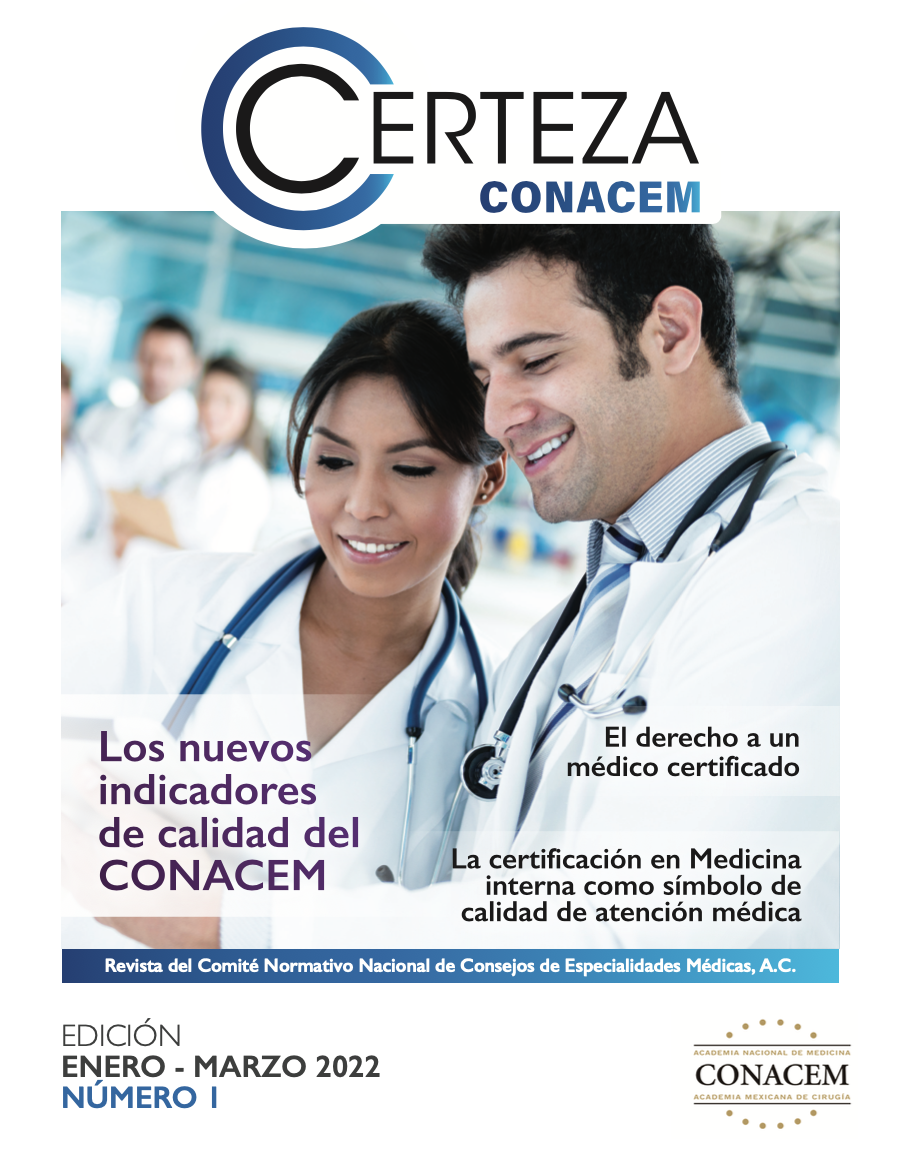 CERTEZA
CONACEM
Los nuevos
indicadores
de calidad del
CONACEM
El derecho a un
médico certificado
La certificación en Medicina
interna como símbolo de
calidad de atención médica
Revista del Comité Normativo Nacional de Consejos de Especialidades Médicas, A.C.
EDICIÓN
ENERO - MARZO 2022
NÚMERO 1
ACADEMIA NACIONAL DE MEDICINA
CONACEM
ACADEMIA MEXICANA DE CIRUGÍA